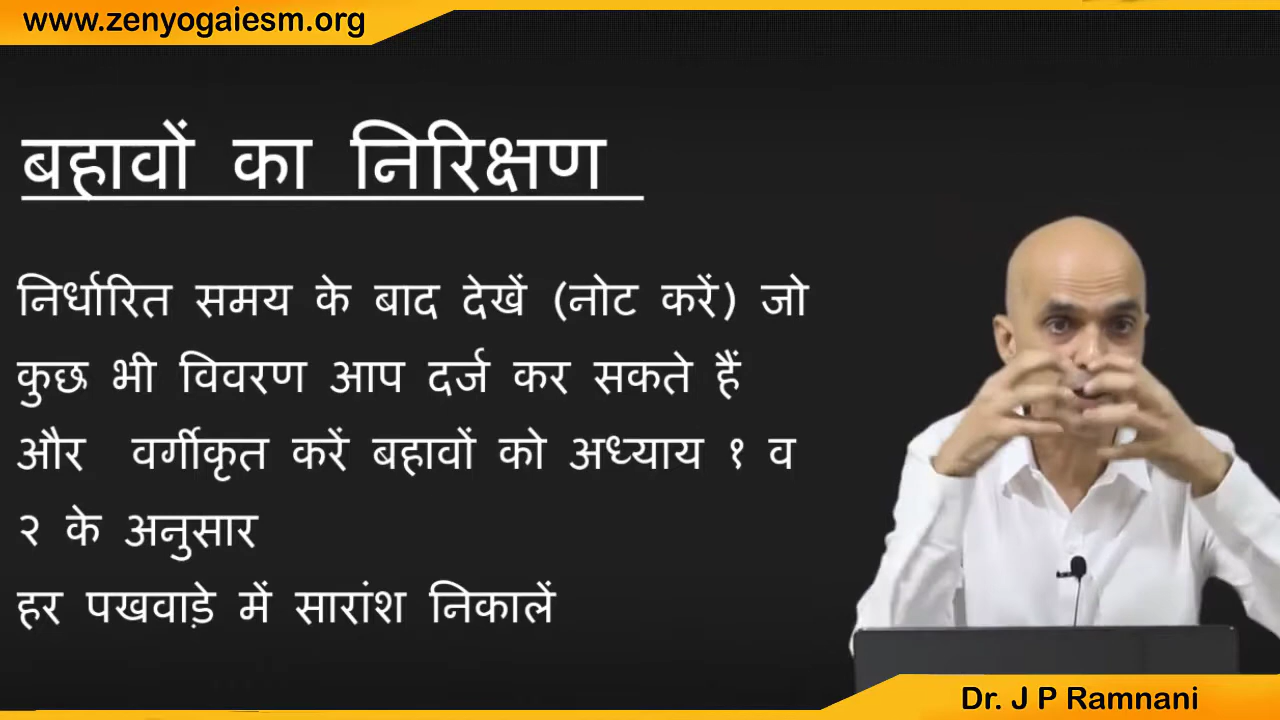 www.zenyogaiesm.org
बहावों का निरिक्षण
निर्धारित समय के बाद देखें (नोट करें) जो
कुछ भी विवरण आप दर्ज कर सकते हैं
और वर्गीकृत करें बहावों को अध्याय १ व
२ के अनुसार
हर पखवाड़े में सारांश निकालें
Dr. J P Ramnani